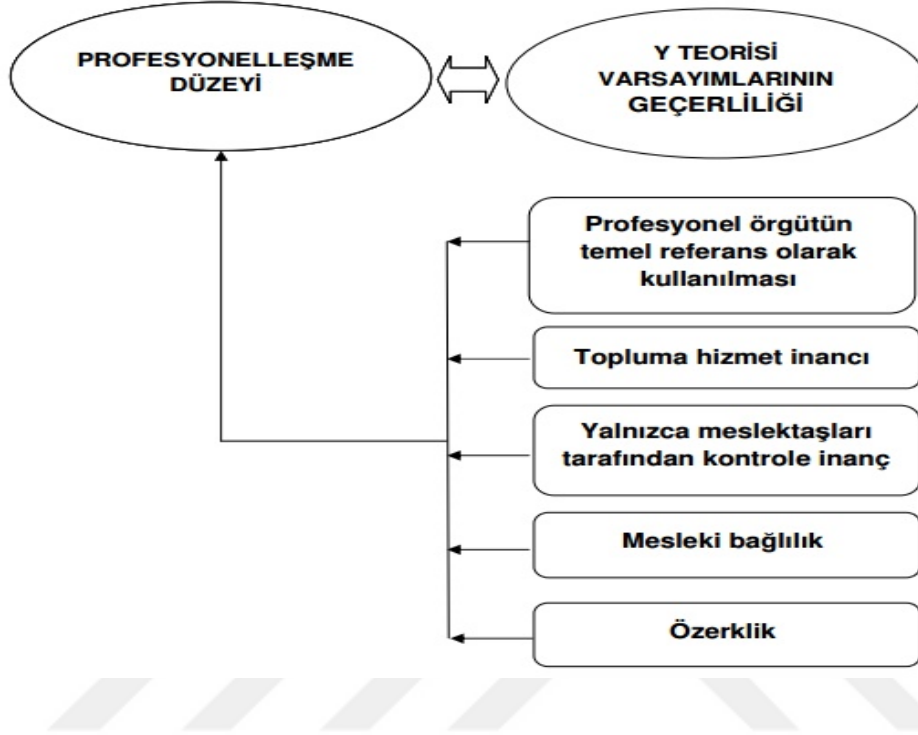 PROFESYONELLEŞME
DÜZEYİ
Y TEORİSİ
VARSAYIMLARININ
GEÇERLİLİĞİ
Profesyonel örgütün
temel referans olarak
kullanılması
Topluma hizmet inancı
Yalnızca meslektaşları
tarafından kontrole inanç
Mesleki bağlılık
Özerklik